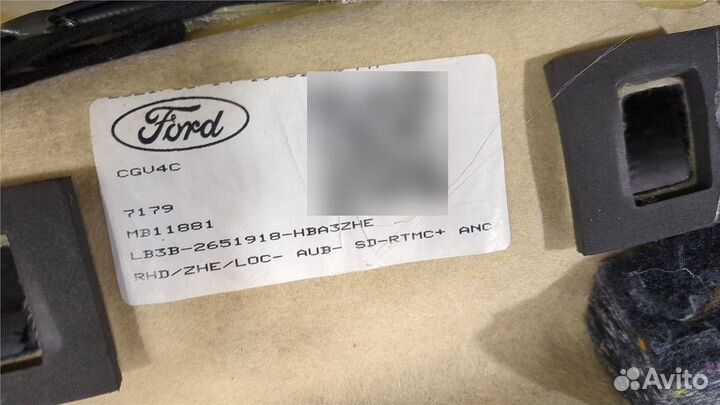 Ford
CGV4C
7179
MB11881
LB3B-2651918-HBA3ZHE
RHD/ZHE/LOC- AUB- SD-RTMC+ ANC
Avito